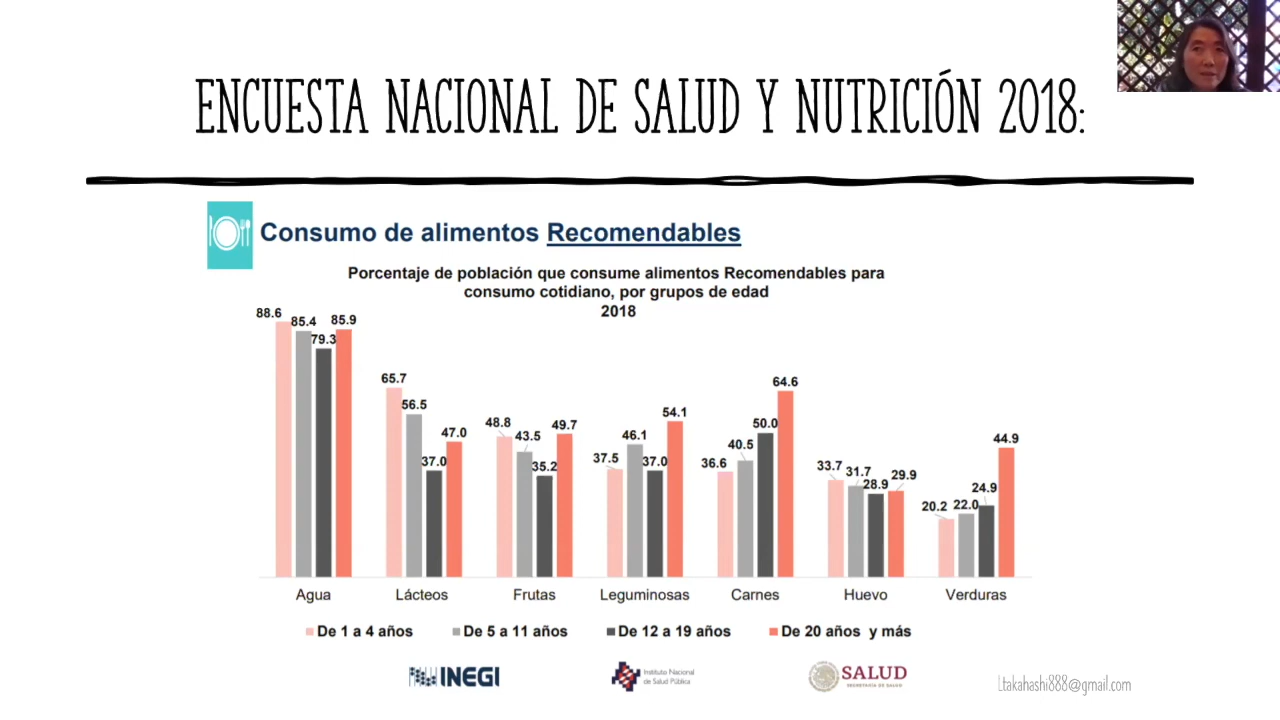 ENCUESTA NACIONAL DE SALUD Y NUTRICIÓN 2018:
Consumo de alimentos Recomendables
Porcentaje de población que consume alimentos Recomendables para
consumo cotidiano, por grupos de edad
2018
88.6 85.4 79.3 85.9
65.7 56.5 37.0 47.0
48.8 43.5 35.2 49.7
37.5 46.1 37.0 54.1
36.6 40.5 50.0 64.6
33.7 31.7 28.9 29.9
20.2 22.0 24.9 44.9
Agua Lácteos Frutas Leguminosas Carnes Huevo Verduras
De 1 a 4 años De 5 a 11 años De 12 a 19 años De 20 años y más
INEGI
Instituto Nacional
de Salud Pública
SALUD
SECRETARÍA DE SALUD
Ltakahashi888@gmail.com